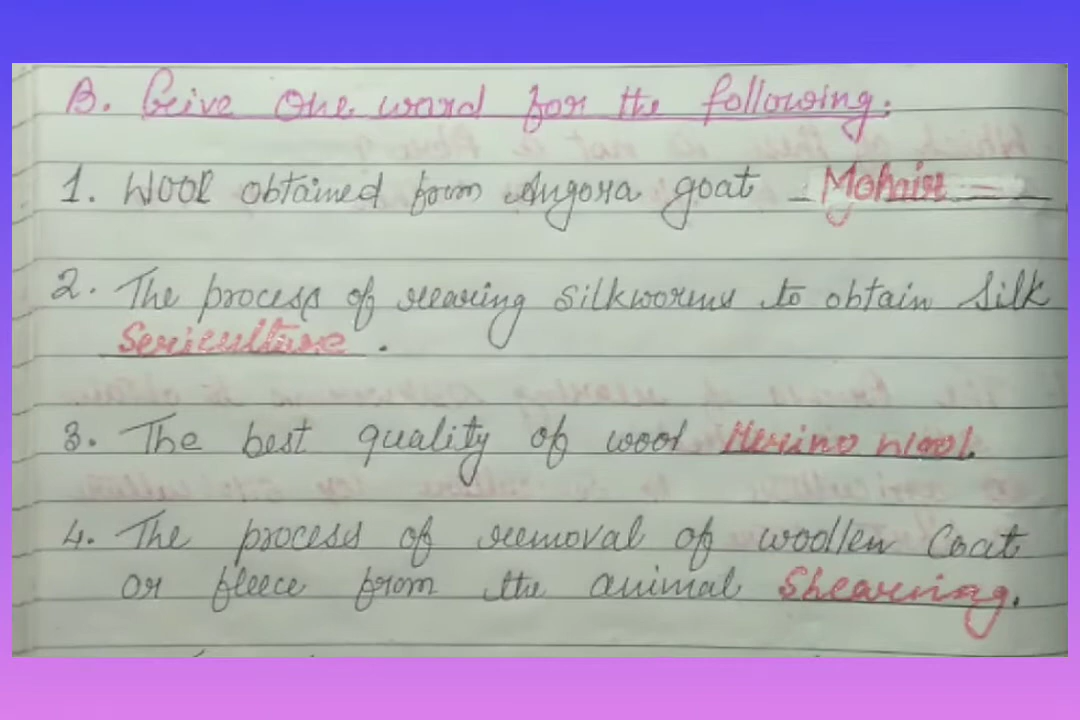 B. Give One word for the following:
1. Wool obtained from Angora goat - Mohair
2. The process of rearing silkworms to obtain Silk
Sericulture.
3. The best quality of wool Merino wool.
4. The process of removal of woollen Coat
or fleece from the animal Shearing.